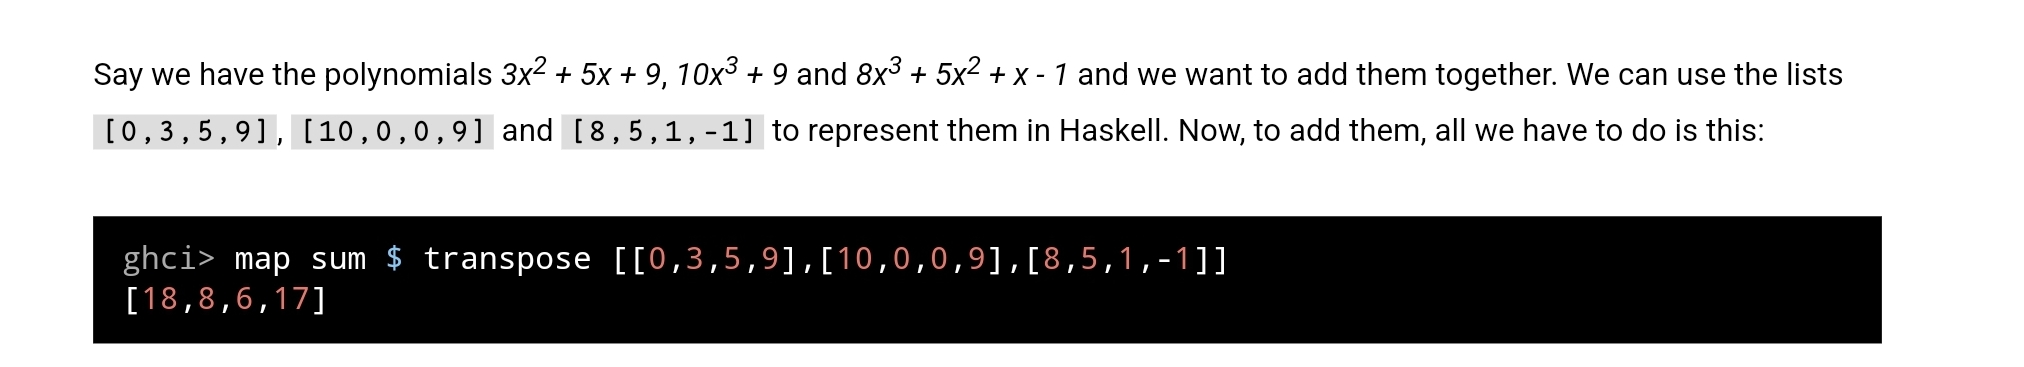 Say we have the polynomials 3x² + 5x + 9, 10x³ + 9 and 8x³ + 5x² + x - 1 and we want to add them together. We can use the lists
[0,3,5,9], [10,0,0,9] and [8,5,1,-1] to represent them in Haskell. Now, to add them, all we have to do is this:
ghci> map sum $ transpose [[0,3,5,9],[10,0,0,9],[8,5,1,-1]]
[18,8,6,17]